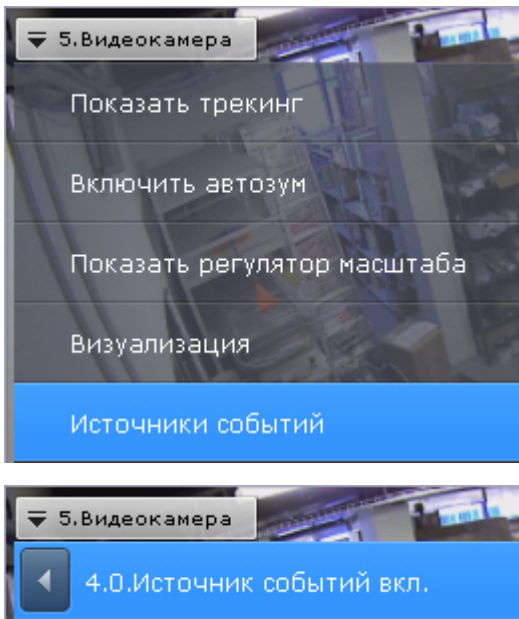 5.Видеокамера
Показать трекинг
Включить автозум
Показать регулятор масштаба
Визуализация
Источники событий
5.Видеокамера
4.0.Источник событий вкл.